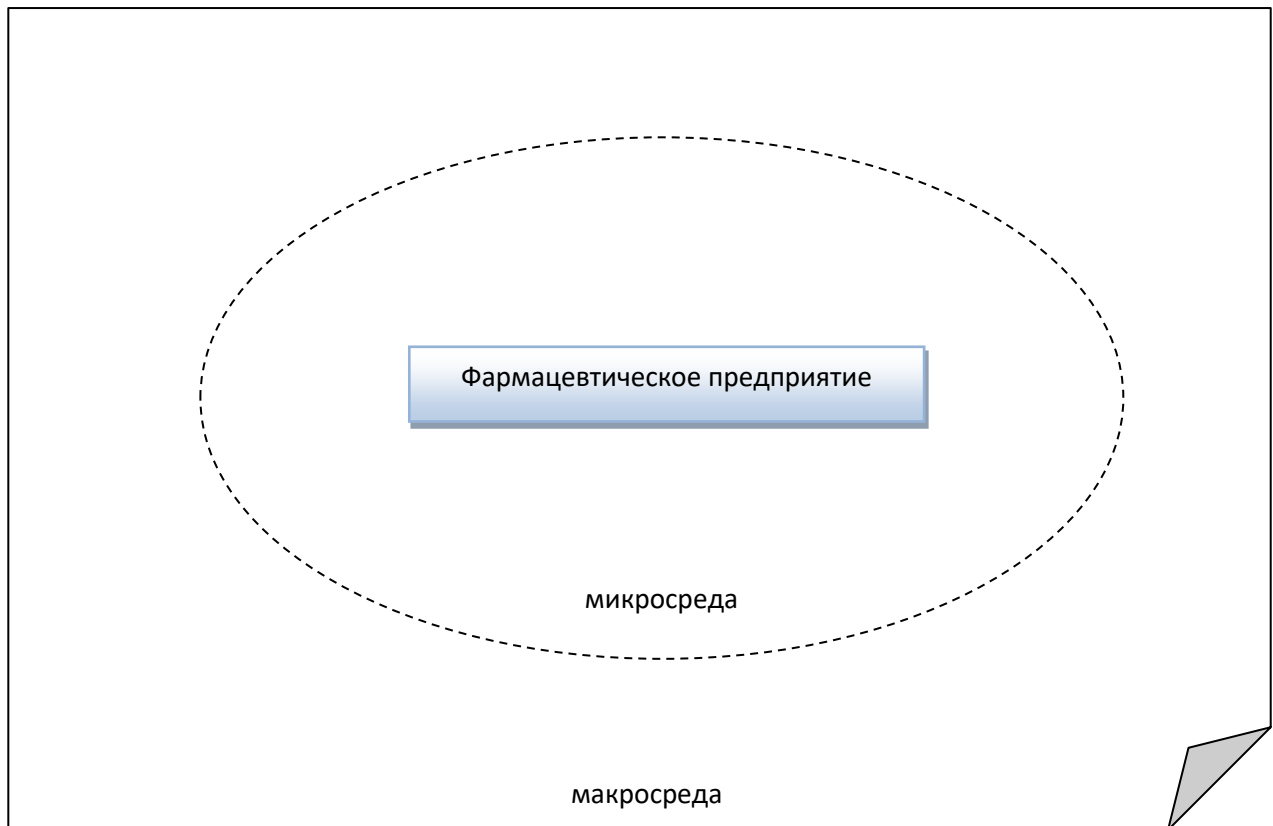 Фармацевтическое предприятие
микросреда
макросреда